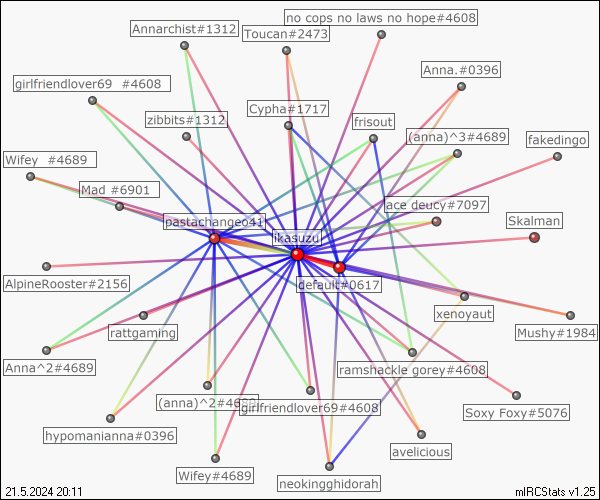 no cops no laws no hope#4608
Annarchist#1312
Toucan#2473
Anna.#0396
girlfriendlover69 #4608
Cypha#1717
zibbits#1312
frisout
(anna)^3#4689
fakedingo
Wifey #4689
Mad #6901
ace deucy#7097
pastachangeo41
Skalman
ikasuzu
AlpineRooster#2156
default#0617
xenoyaut
rattgaming
Mushy#1984
Anna^2#4689
ramshackle gorey#4608
(anna)^2#4689
girlfriendlover69#4608
Soxy Foxy#5076
hypomanianna#0396
avelicious
Wifey#4689
neokingghidorah
21.5.2024 20:11
mIRCStats v1.25